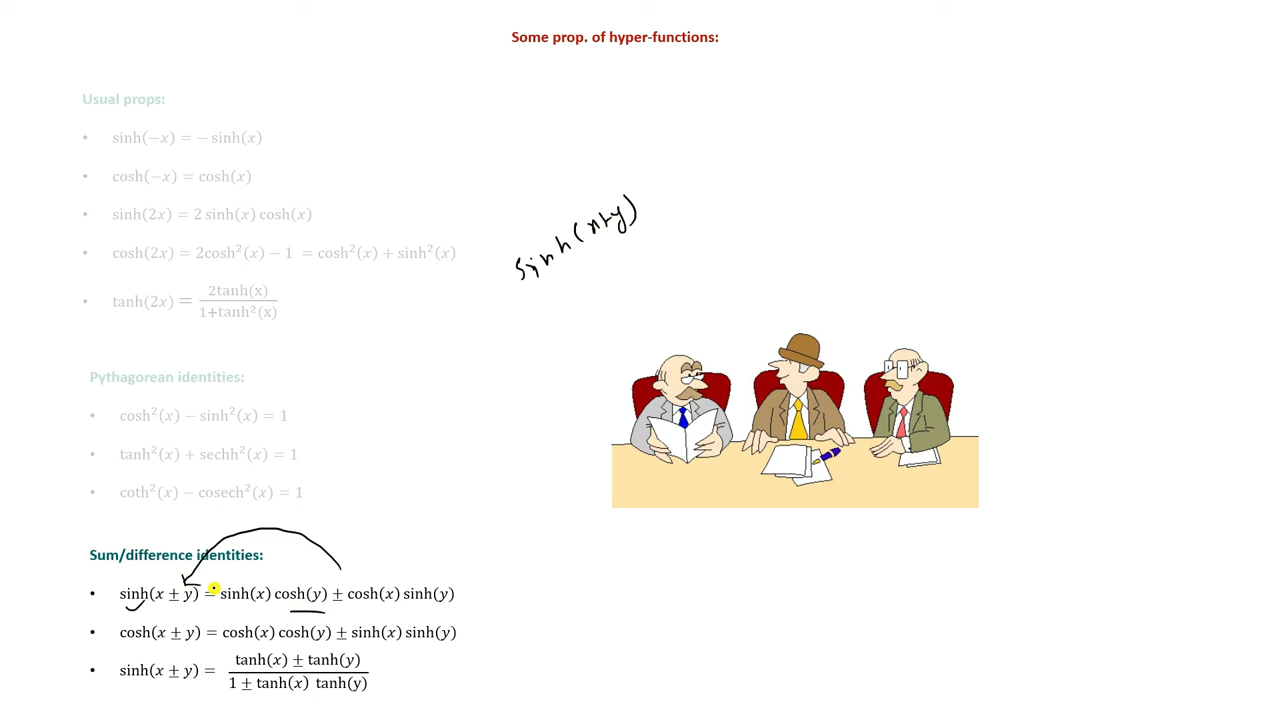 Some prop. of hyper-functions:
Usual props:
• sinh(−x) = − sinh(x)
• cosh(−x) = cosh(x)
• sinh(2x) = 2 sinh(x) cosh(x)
• cosh(2x) = 2cosh²(x) − 1 = cosh²(x) + sinh²(x)
• tanh(2x) = 2tanh(x) / 1+tanh²(x)
sinh(x+y)
Pythagorean identities:
• cosh²(x) − sinh²(x) = 1
• tanh²(x) + sechh²(x) = 1
• coth²(x) − cosech²(x) = 1
Sum/difference identities:
• sinh(x ± y) = sinh(x) cosh(y) ± cosh(x) sinh(y)
• cosh(x ± y) = cosh(x) cosh(y) ± sinh(x) sinh(y)
• sinh(x ± y) = tanh(x) ± tanh(y) / 1 ± tanh(x) tanh(y)